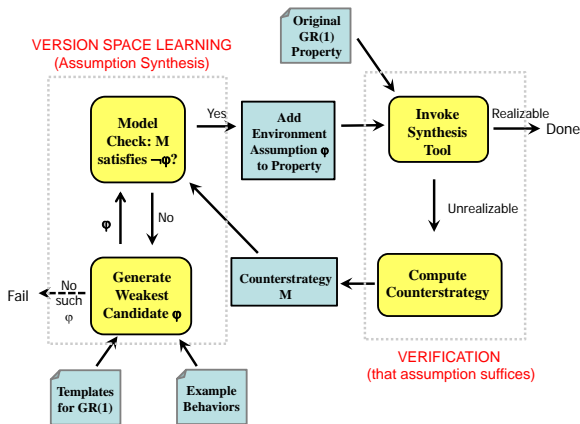 VERSION SPACE LEARNING
(Assumption Synthesis)
Original
GR(1)
Property
Model
Check: M
satisfies ¬φ?
Yes
Add
Environment
Assumption φ
to Property
Invoke
Synthesis
Tool
Realizable
Done
φ
No
Unrealizable
Generate
Weakest
Candidate φ
No
such
φ
Fail
Counterstrategy
M
Compute
Counterstrategy
Templates
for GR(1)
Example
Behaviors
VERIFICATION
(that assumption suffices)